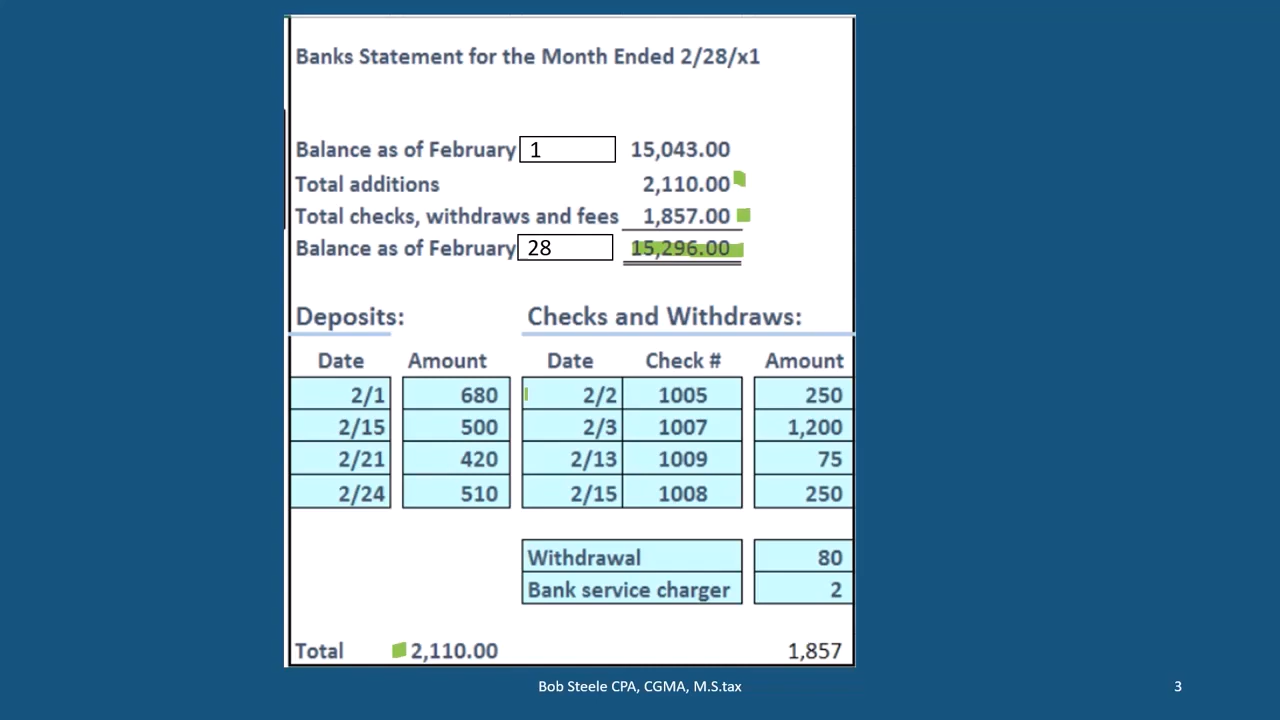 Banks Statement for the Month Ended 2/28/x1
Balance as of February 1 15,043.00
Total additions 2,110.00
Total checks, withdraws and fees 1,857.00
Balance as of February 28 15,296.00
Deposits: Checks and Withdraws:
Date Amount Date Check # Amount
2/1 680 2/2 1005 250
2/15 500 2/3 1007 1,200
2/21 420 2/13 1009 75
2/24 510 2/15 1008 250
Withdrawal 80
Bank service charger 2
Total 2,110.00 1,857
Bob Steele CPA, CGMA, M.S.tax 3